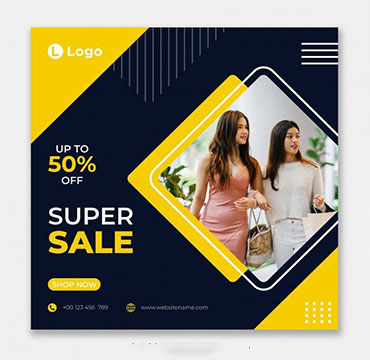 L Logo
UP TO
50%
OFF
SUPER
SALE
SHOP NOW
+00 123 456 789
www.websitename.com